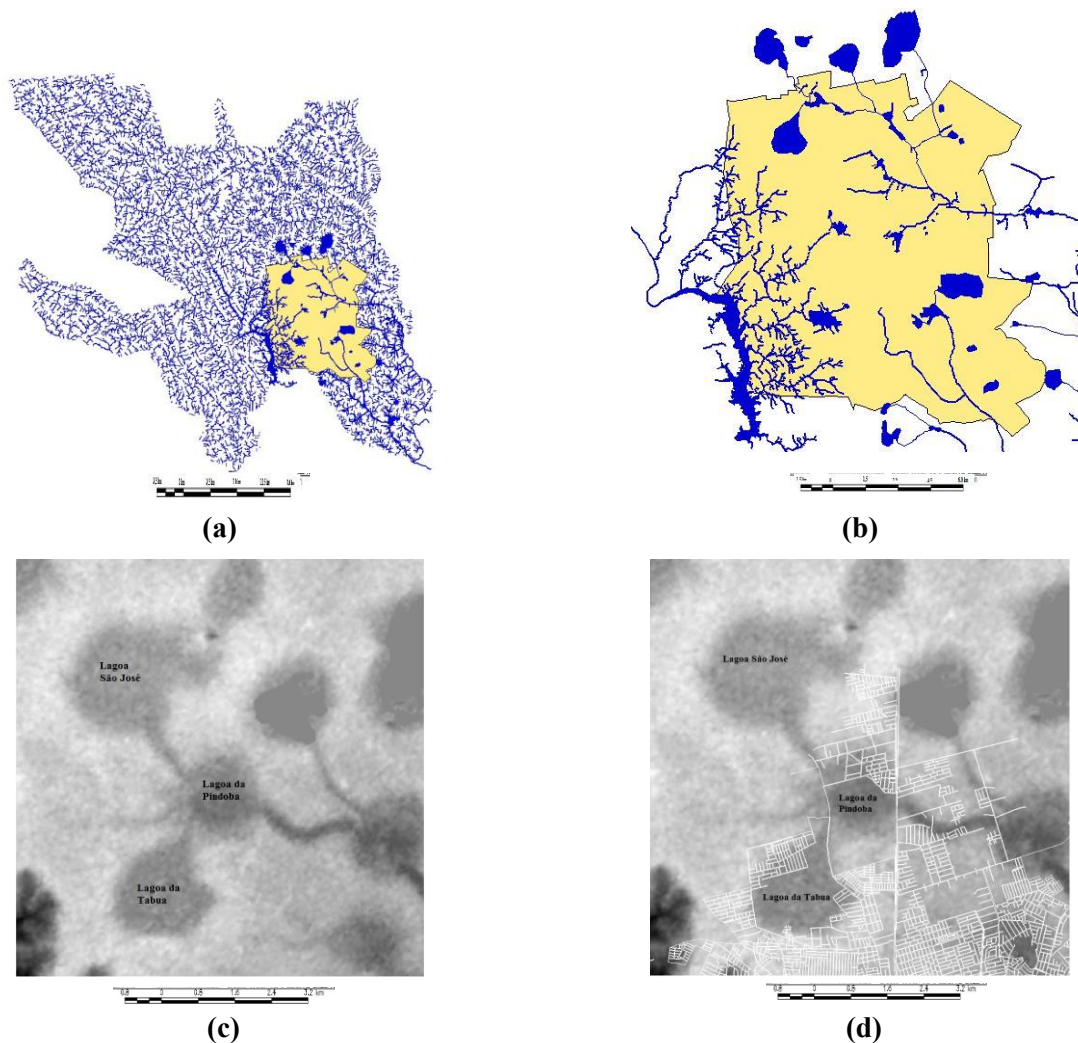 (a)
(b)
Lagoa
São José
Lagoa da
Pindoba
Lagoa da
Tabua
0.8 0 0.8 1.6 2.4 3.2 km
(c)
Lagoa São José
Lagoa da
Pindoba
Lagoa da Tabua
0.8 0 0.8 1.6 2.4 3.2 km
(d)